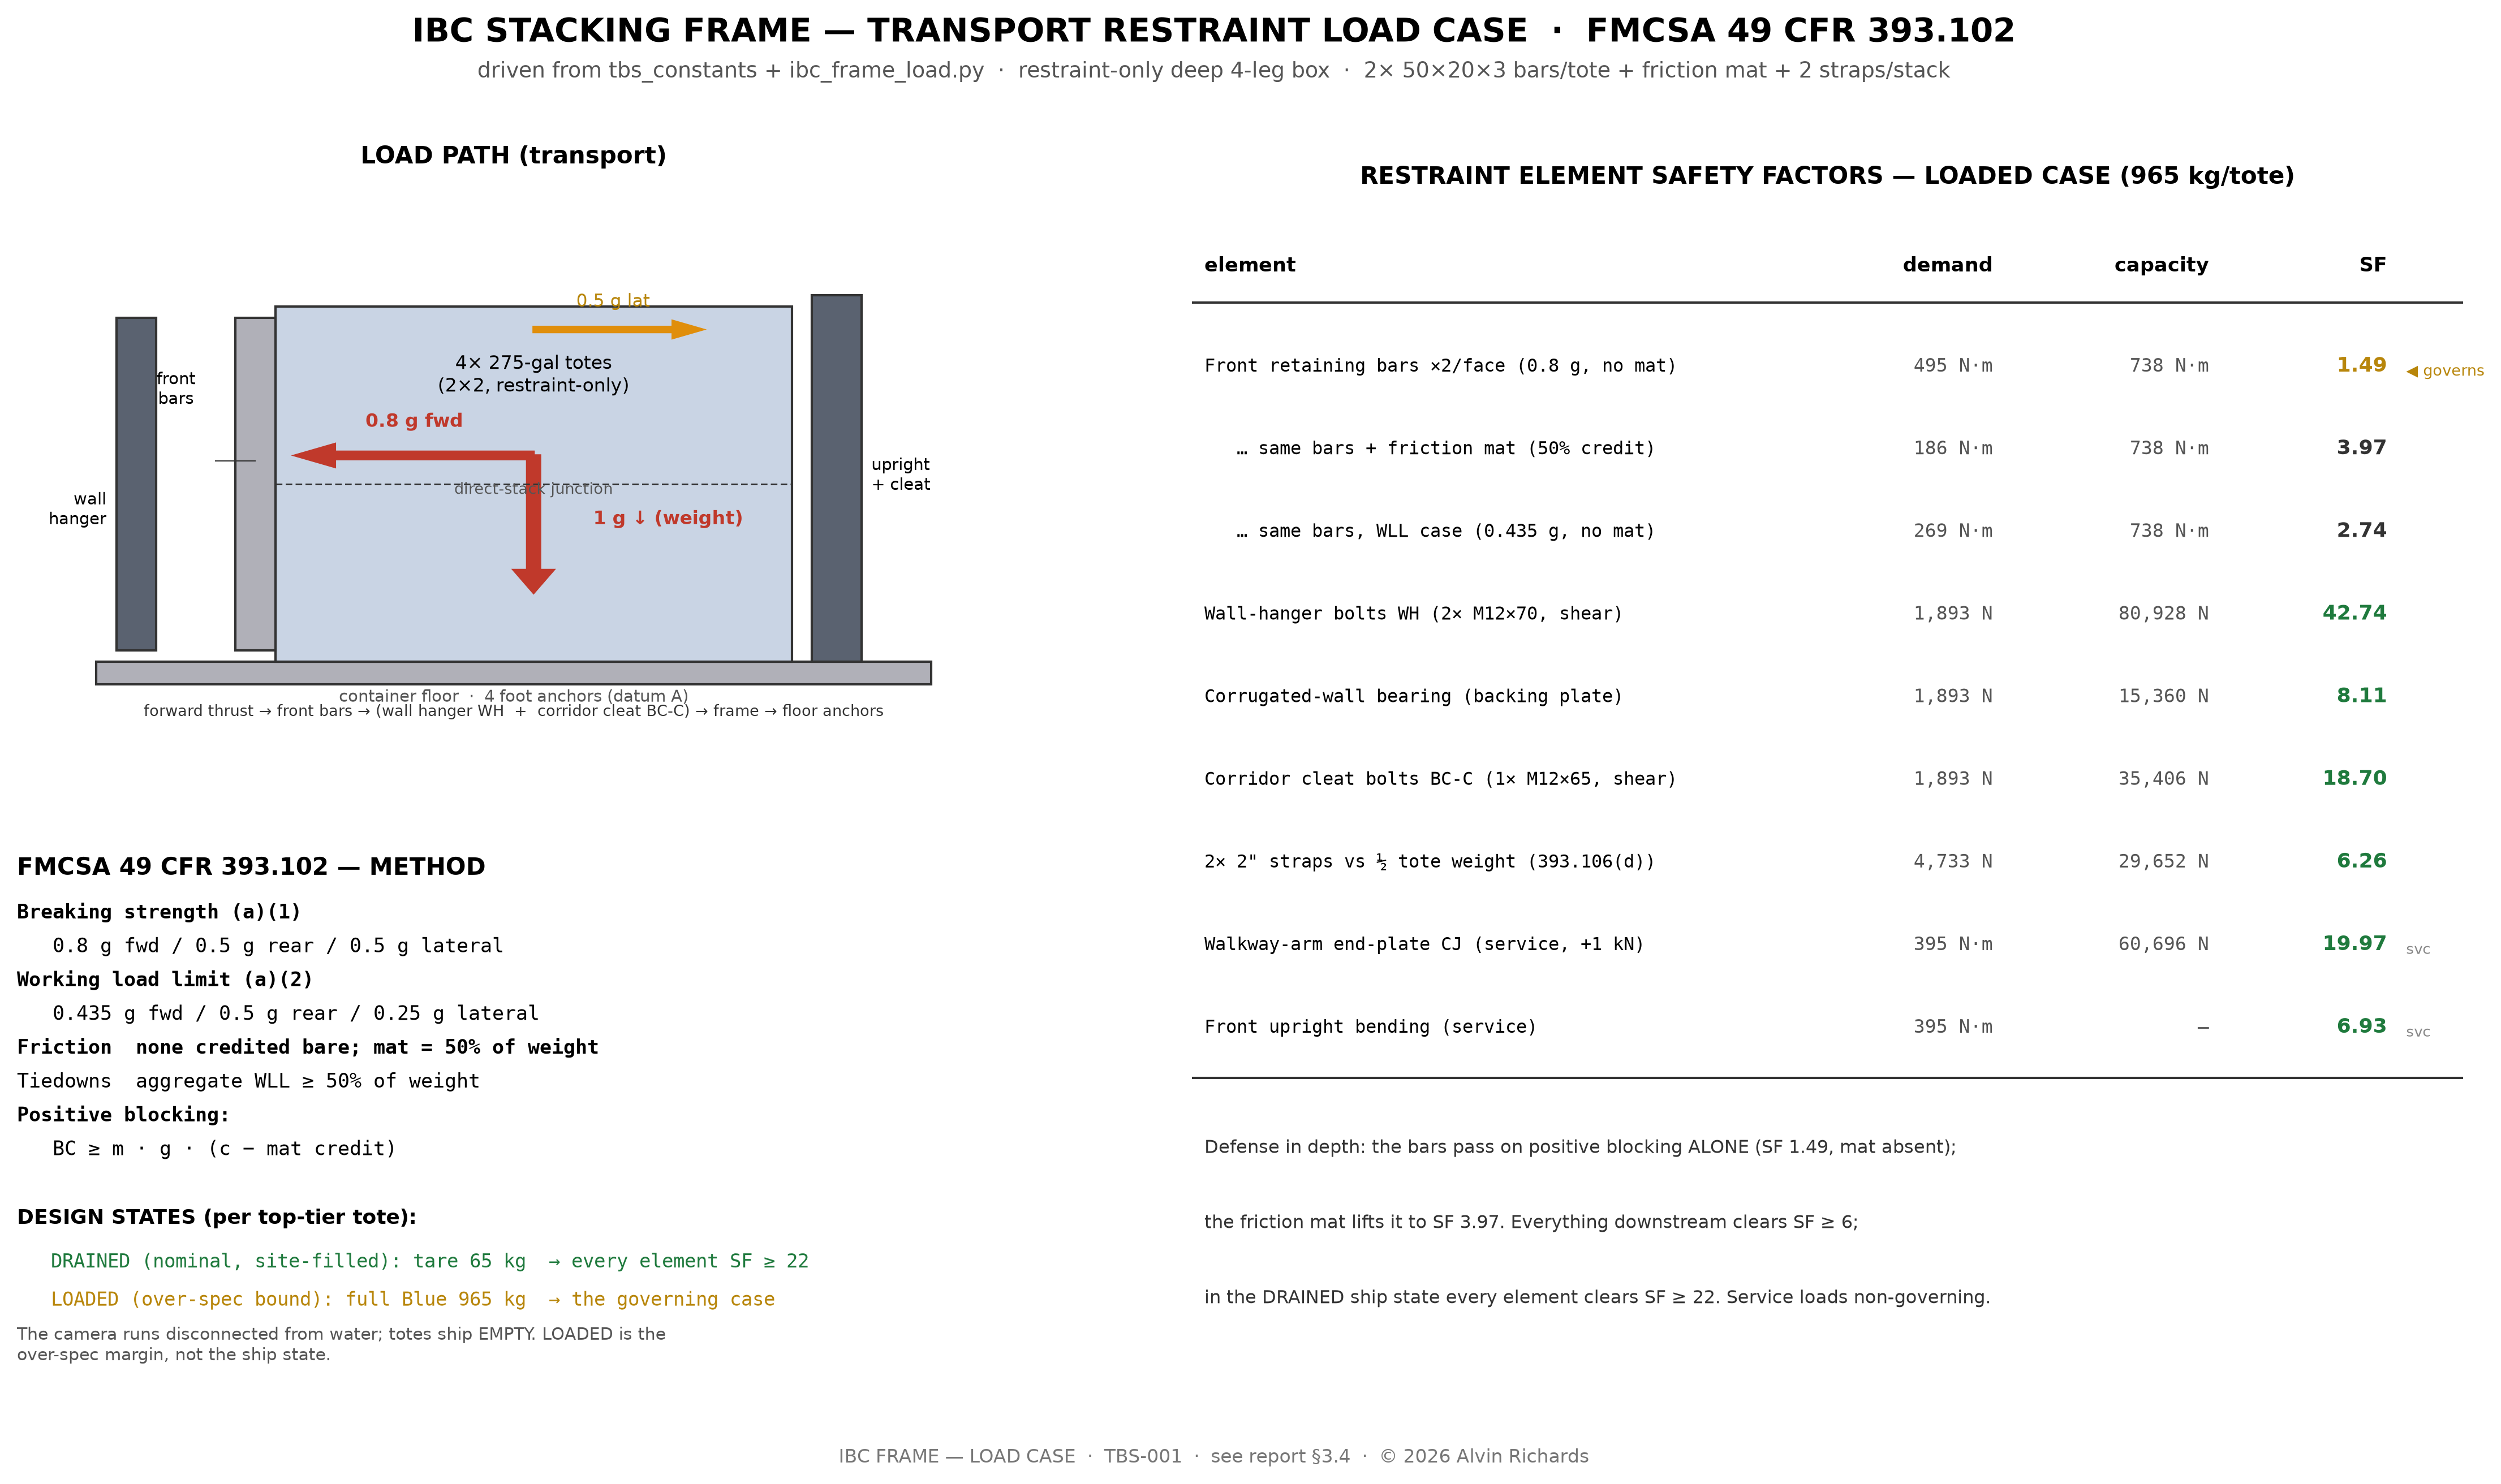 IBC STACKING FRAME — TRANSPORT RESTRAINT LOAD CASE · FMCSA 49 CFR 393.102
driven from tbs_constants + ibc_frame_load.py · restraint-only deep 4-leg box · 2× 50×20×3 bars/tote + friction mat + 2 straps/stack
LOAD PATH (transport)
0.5 g lat
4× 275-gal totes
(2×2, restraint-only)
front
bars
0.8 g fwd
upright
+ cleat
direct-stack junction
wall
hanger
1 g ↓ (weight)
container floor · 4 foot anchors (datum A)
forward thrust → front bars → (wall hanger WH + corridor cleat BC-C) → frame → floor anchors
FMCSA 49 CFR 393.102 — METHOD
Breaking strength (a)(1)
0.8 g fwd / 0.5 g rear / 0.5 g lateral
Working load limit (a)(2)
0.435 g fwd / 0.5 g rear / 0.25 g lateral
Friction none credited bare; mat = 50% of weight
Tiedowns aggregate WLL ≥ 50% of weight
Positive blocking:
BC ≥ m · g · (c − mat credit)
DESIGN STATES (per top-tier tote):
DRAINED (nominal, site-filled): tare 65 kg → every element SF ≥ 22
LOADED (over-spec bound): full Blue 965 kg → the governing case
The camera runs disconnected from water; totes ship EMPTY. LOADED is the
over-spec margin, not the ship state.
RESTRAINT ELEMENT SAFETY FACTORS — LOADED CASE (965 kg/tote)
element demand capacity SF
Front retaining bars ×2/face (0.8 g, no mat) 495 N·m 738 N·m 1.49 ◀ governs
… same bars + friction mat (50% credit) 186 N·m 738 N·m 3.97
… same bars, WLL case (0.435 g, no mat) 269 N·m 738 N·m 2.74
Wall-hanger bolts WH (2× M12×70, shear) 1,893 N 80,928 N 42.74
Corrugated-wall bearing (backing plate) 1,893 N 15,360 N 8.11
Corridor cleat bolts BC-C (1× M12×65, shear) 1,893 N 35,406 N 18.70
2× 2" straps vs ½ tote weight (393.106(d)) 4,733 N 29,652 N 6.26
Walkway-arm end-plate CJ (service, +1 kN) 395 N·m 60,696 N 19.97 svc
Front upright bending (service) 395 N·m — 6.93 svc
Defense in depth: the bars pass on positive blocking ALONE (SF 1.49, mat absent);
the friction mat lifts it to SF 3.97. Everything downstream clears SF ≥ 6;
in the DRAINED ship state every element clears SF ≥ 22. Service loads non-governing.
IBC FRAME — LOAD CASE · TBS-001 · see report §3.4 · © 2026 Alvin Richards